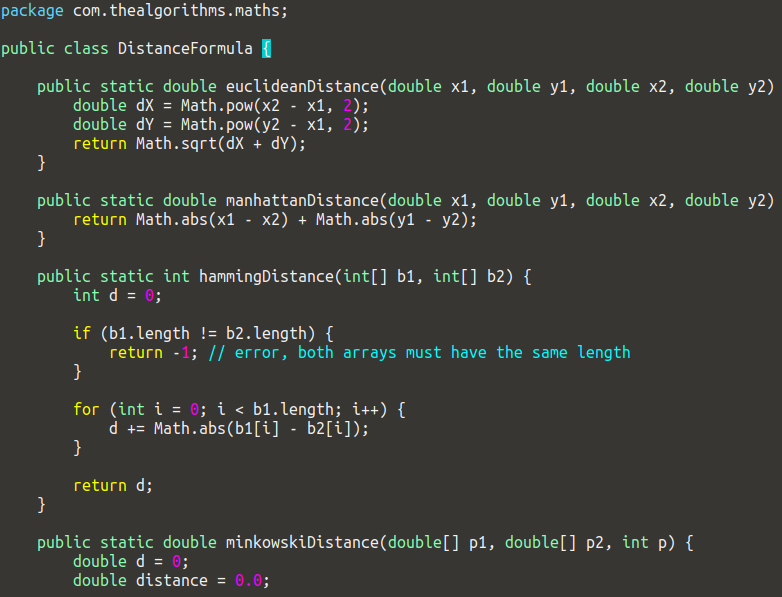 package com.thealgorithms.maths;
public class DistanceFormula {
public static double euclideanDistance(double x1, double y1, double x2, double y2)
double dX = Math.pow(x2 - x1, 2);
double dY = Math.pow(y2 - x1, 2);
return Math.sqrt(dX + dY);
}
public static double manhattanDistance(double x1, double y1, double x2, double y2)
return Math.abs(x1 - x2) + Math.abs(y1 - y2);
}
public static int hammingDistance(int[] b1, int[] b2) {
int d = 0;
if (b1.length != b2.length) {
return -1; // error, both arrays must have the same length
}
for (int i = 0; i < b1.length; i++) {
d += Math.abs(b1[i] - b2[i]);
}
return d;
}
public static double minkowskiDistance(double[] p1, double[] p2, int p) {
double d = 0;
double distance = 0.0;